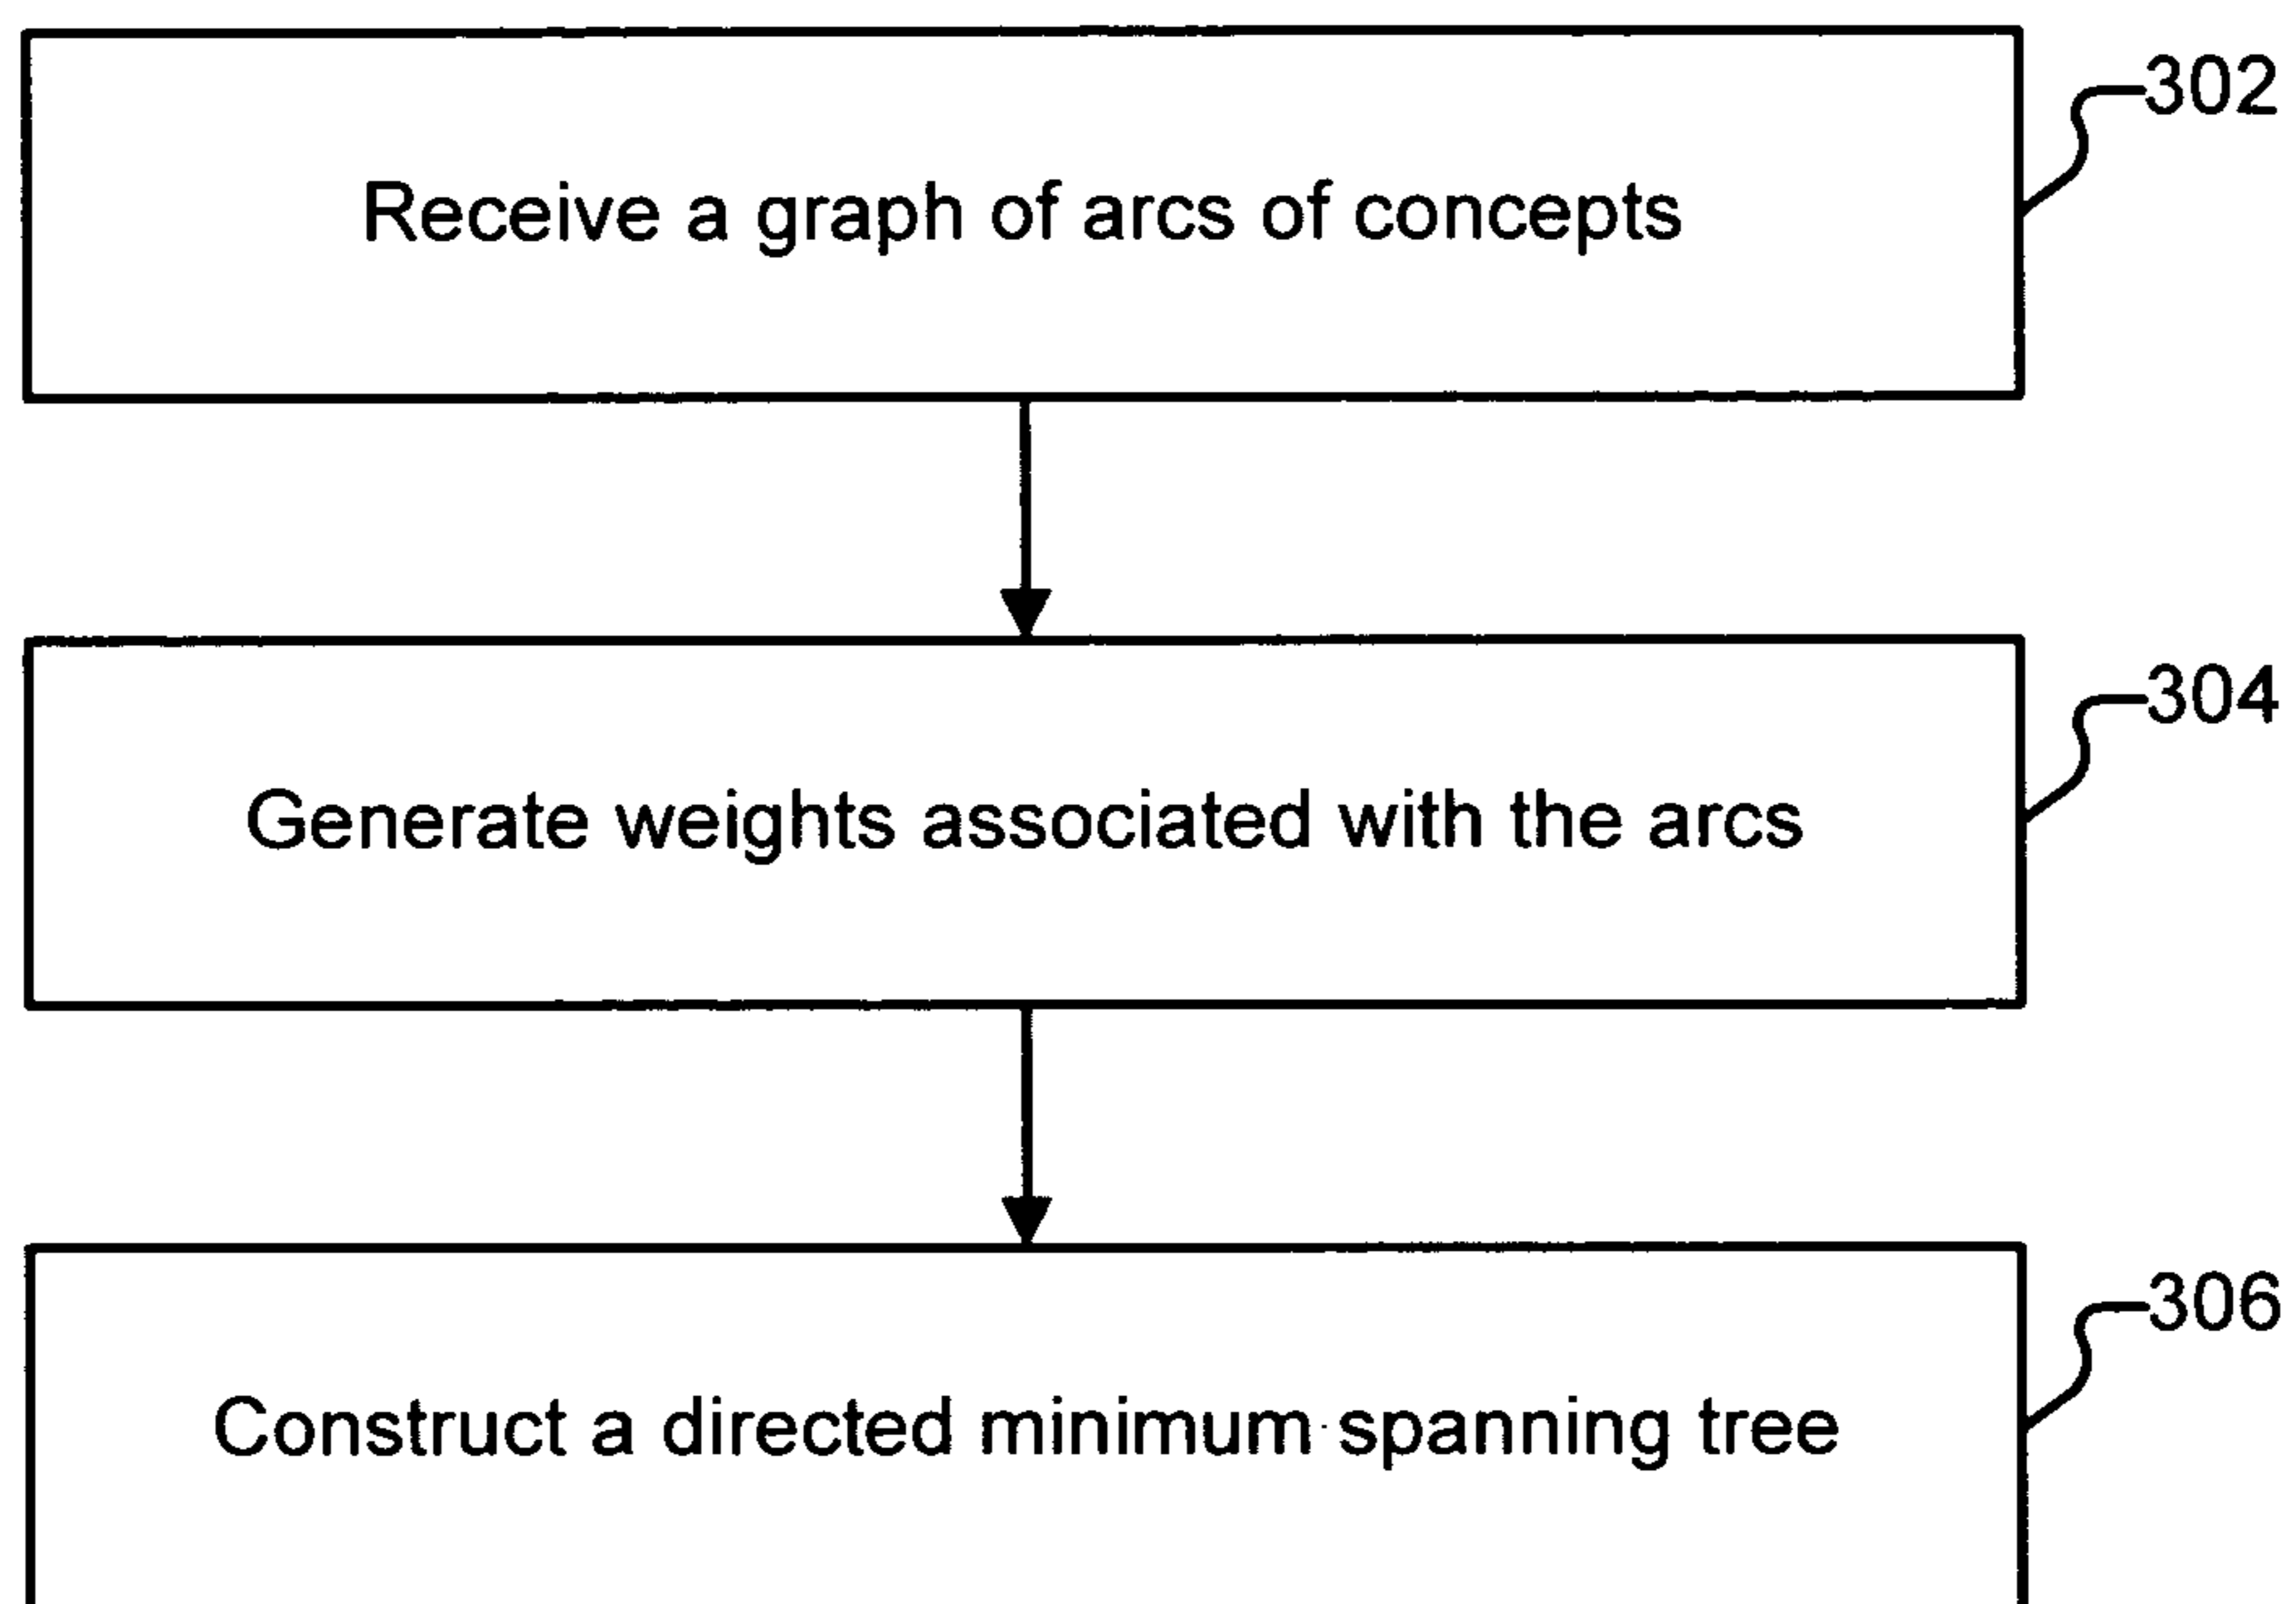 302
Receive a graph of arcs of concepts
304
Generate weights associated with the arcs
306
Construct a directed minimum spanning tree